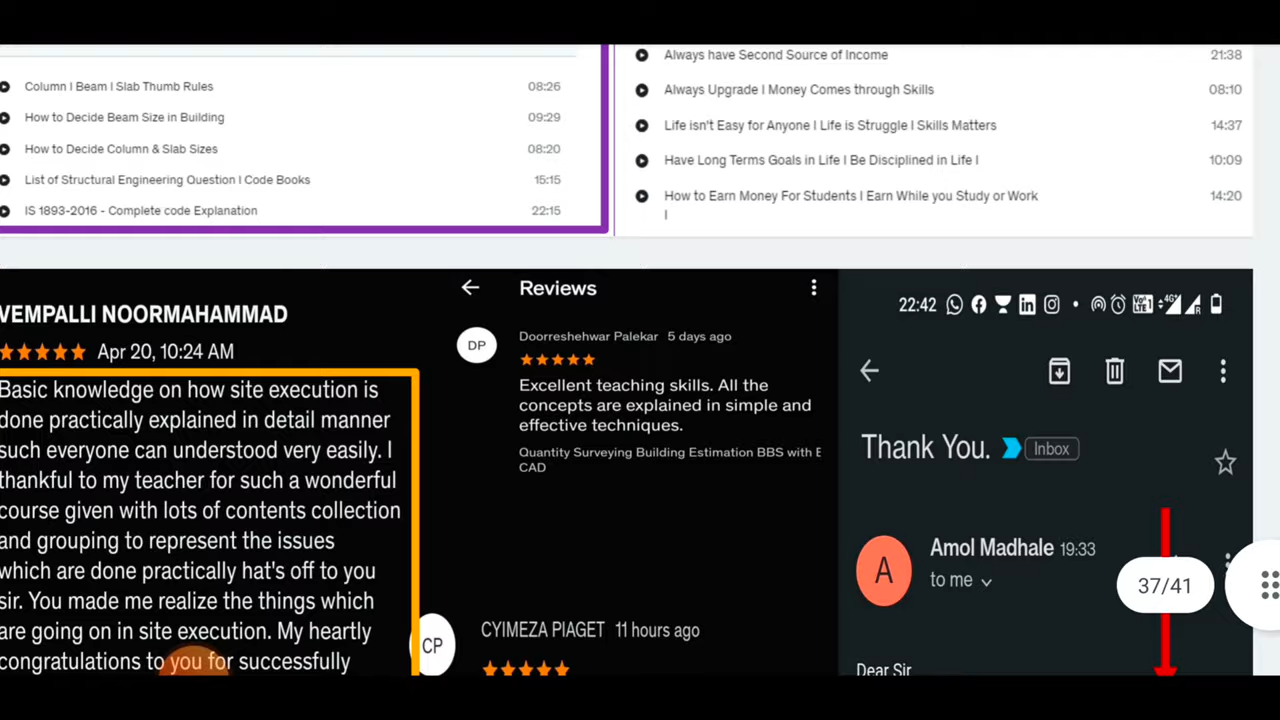 Column I Beam I Slab Thumb Rules 08:26
How to Decide Beam Size in Building 09:29
How to Decide Column & Slab Sizes 08:20
List of Structural Engineering Question I Code Books 15:15
IS 1893-2016 - Complete code Explanation 22:15
Always have Second Source of Income 21:38
Always Upgrade I Money Comes through Skills 08:10
Life isn't Easy for Anyone I Life is Struggle I Skills Matters 14:37
Have Long Terms Goals in Life I Be Disciplined in Life I 10:09
How to Earn Money For Students I Earn While you Study or Work 14:20
I
VEMPALLI NOORMAHAMMAD
Apr 20, 10:24 AM
Basic knowledge on how site execution is
done practically explained in detail manner
such everyone can understood very easily. I
thankful to my teacher for such a wonderful
course given with lots of contents collection
and grouping to represent the issues
which are done practically hat's off to you
sir. You made me realize the things which
are going on in site execution. My heartly
congratulations to you for successfully
Reviews
DP
Doorreshehwar Palekar 5 days ago
Excellent teaching skills. All the
concepts are explained in simple and
effective techniques.
Quantity Surveying Building Estimation BBS with E
CAD
CP
CYIMEZA PIAGET 11 hours ago
22:42
Thank You. Inbox
A
Amol Madhale 19:33
to me
37/41
Dear Sir